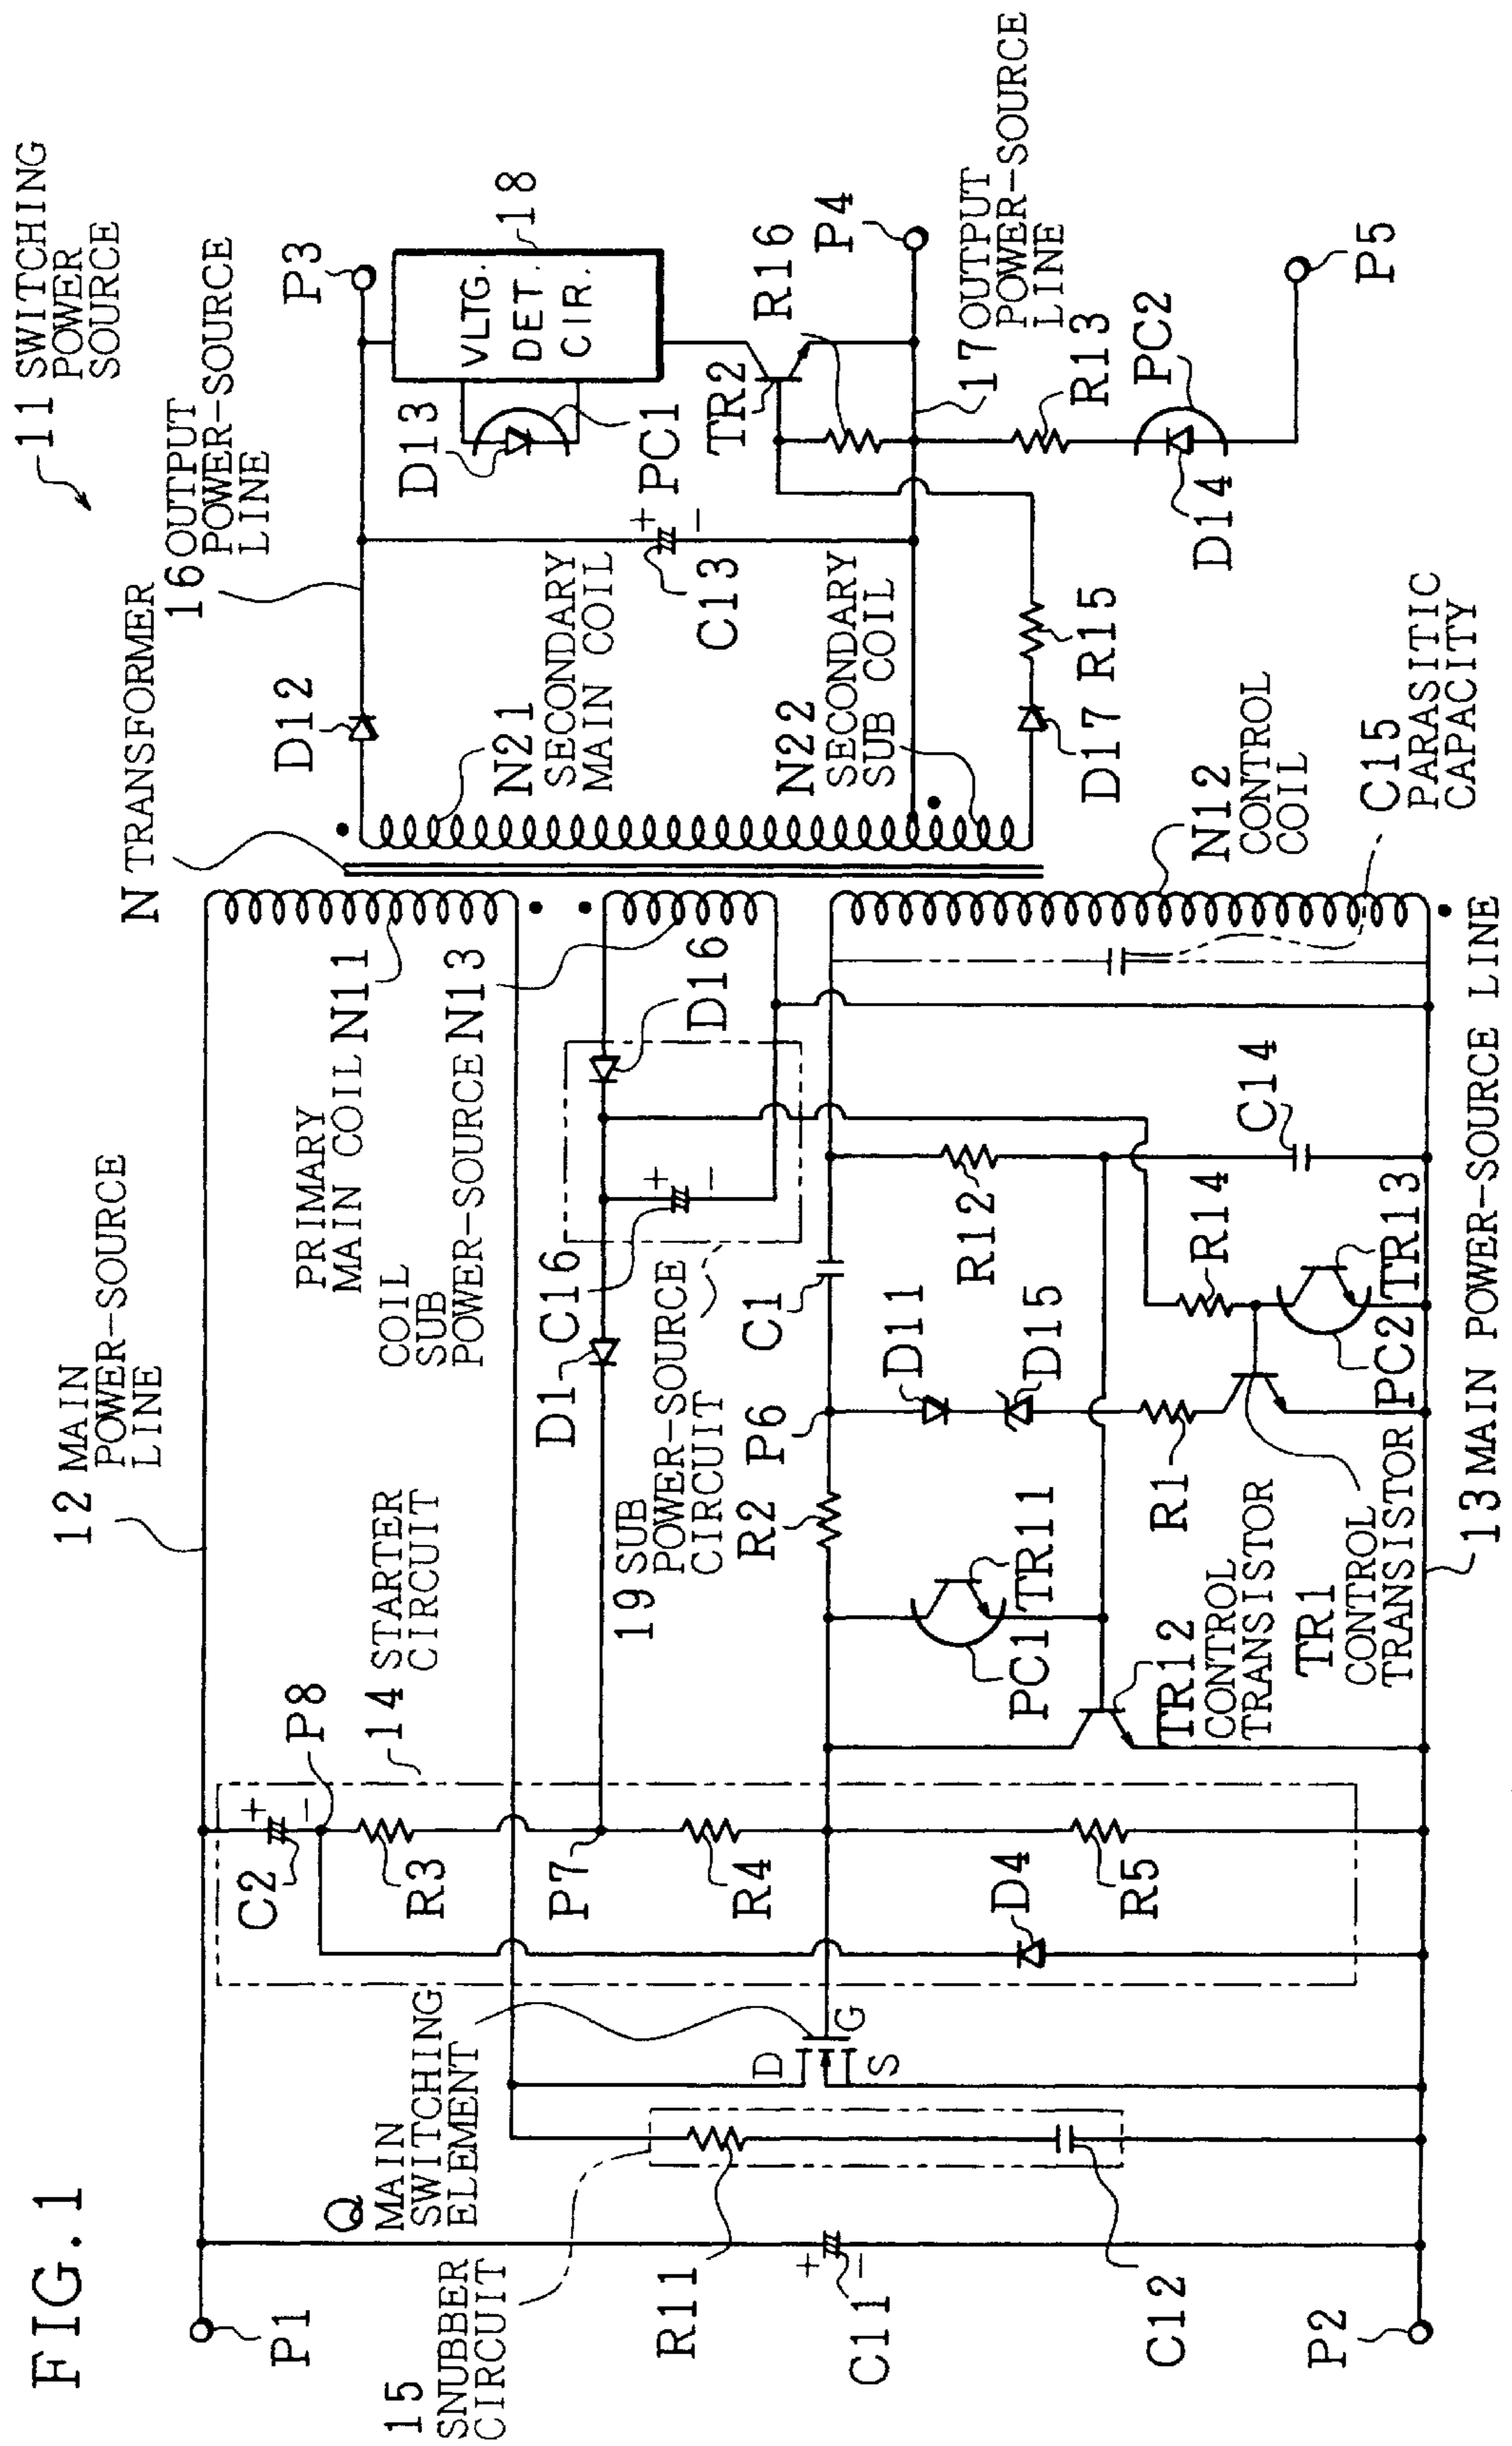 FIG.1
11 SWITCHING
POWER
SOURCE
12 MAIN
POWER-SOURCE
LINE
N TRANSFORMER
16 OUTPUT
POWER-SOURCE
LINE
P1
C2
+
−
P8
14 STARTER
CIRCUIT
R3
P7
R4
D4
R5
PRIMARY
MAIN COIL N11
COIL
SUB
POWER-SOURCE N13
D1
C16
+
−
D16
19 SUB
POWER-SOURCE
CIRCUIT
Q
MAIN
SWITCHING
ELEMENT
D
G
S
15
SNUBBER
CIRCUIT
R11
C11
+
−
C12
P2
R2
P6
C1
D11
D15
R1
R12
C14
R14
TR13
PC2
PC1
TR11
TR12
CONTROL
TRANSISTOR
TR1
CONTROL
TRANSISTOR
13 MAIN POWER-SOURCE LINE
N12
CONTROL
COIL
C15
PARASITIC
CAPACITY
D12
N21
SECONDARY
MAIN COIL
N22
SECONDARY
SUB COIL
C13
+
−
D13
PC1
VLTG.
DET.
CIR.
18
P3
TR2
R16
P4
17 OUTPUT
POWER-SOURCE
LINE
R13
PC2
D14
P5
D17
R15